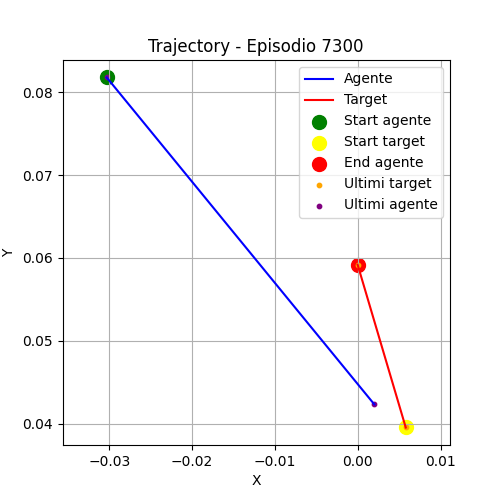 Trajectory - Episodio 7300
Agente
Target
Start agente
Start target
End agente
Ultimi target
Ultimi agente
Y
0.08
0.07
0.06
0.05
0.04
−0.03
−0.02
−0.01
0.00
0.01
X